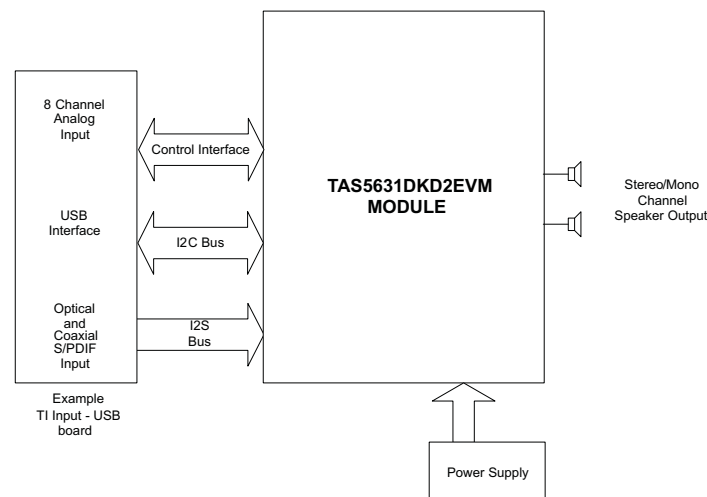 8 Channel
Analog
Input
USB
Interface
Optical
and
Coaxial
S/PDIF
Input
Example
TI Input - USB
board
Control Interface
I2C Bus
I2S
Bus
TAS5631DKD2EVM
MODULE
Stereo/Mono
Channel
Speaker Output
Power Supply